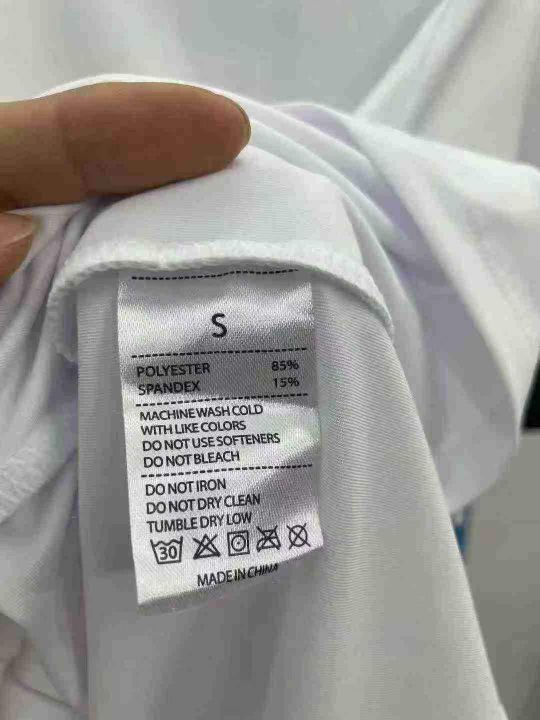 S
POLYESTER 85%
SPANDEX 15%
MACHINE WASH COLD
WITH LIKE COLORS
DO NOT USE SOFTENERS
DO NOT BLEACH
DO NOT IRON
DO NOT DRY CLEAN
TUMBLE DRY LOW
30
MADE IN CHINA